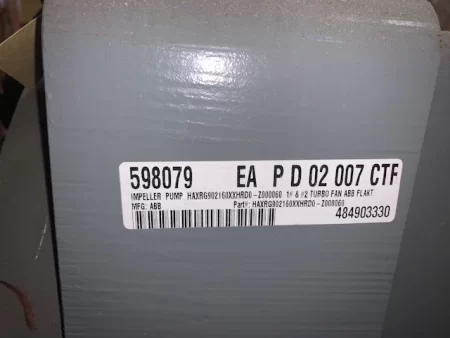 598079 EA P D 02 007 CTF
IMPELLER PUMP HAXRG902160XXHRD0-Z000060 1# & #2 TURBO FAN ABB FLAKT
MFG: ABB Part#: HAXRG902160XXHRD0-Z000060
484903330